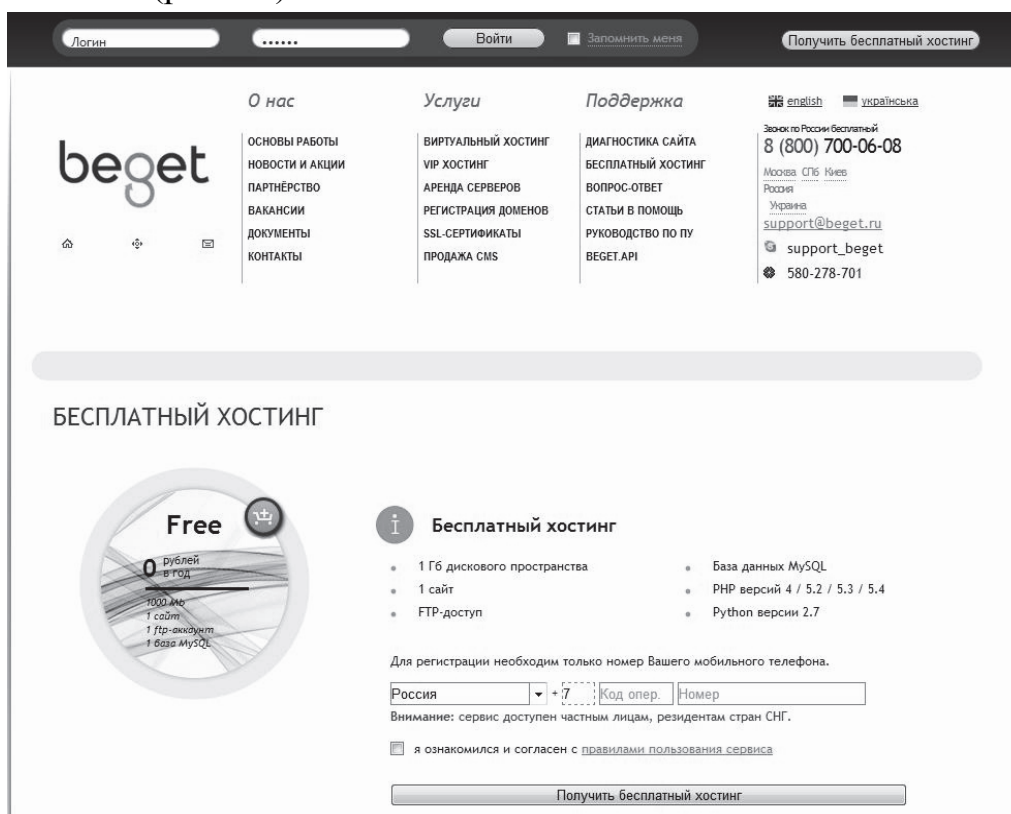 Логин
••••••
Войти
Запомнить меня
Получить бесплатный хостинг
beget
О нас
ОСНОВЫ РАБОТЫ
НОВОСТИ И АКЦИИ
ПАРТНЁРСТВО
ВАКАНСИИ
ДОКУМЕНТЫ
КОНТАКТЫ
Услуги
ВИРТУАЛЬНЫЙ ХОСТИНГ
VIP ХОСТИНГ
АРЕНДА СЕРВЕРОВ
РЕГИСТРАЦИЯ ДОМЕНОВ
SSL-СЕРТИФИКАТЫ
ПРОДАЖА CMS
Поддержка
ДИАГНОСТИКА САЙТА
БЕСПЛАТНЫЙ ХОСТИНГ
ВОПРОС-ОТВЕТ
СТАТЬИ В ПОМОЩЬ
РУКОВОДСТВО ПО ПУ
BEGET.API
english українська
Звонок по России бесплатный
8 (800) 700-06-08
Москва СПб Киев
Россия
Украина
support@beget.ru
support_beget
580-278-701
БЕСПЛАТНЫЙ ХОСТИНГ
Free
0 рублей
в год
1000 Mb
1 сайт
1 ftp-аккаунт
1 база MySQL
Бесплатный хостинг
1 Гб дискового пространства
1 сайт
FTP-доступ
База данных MySQL
PHP версий 4 / 5.2 / 5.3 / 5.4
Python версии 2.7
Для регистрации необходим только номер Вашего мобильного телефона.
Россия + 7 Код опер. Номер
Внимание: сервис доступен частным лицам, резидентам стран СНГ.
я ознакомился и согласен с правилами пользования сервиса
Получить бесплатный хостинг